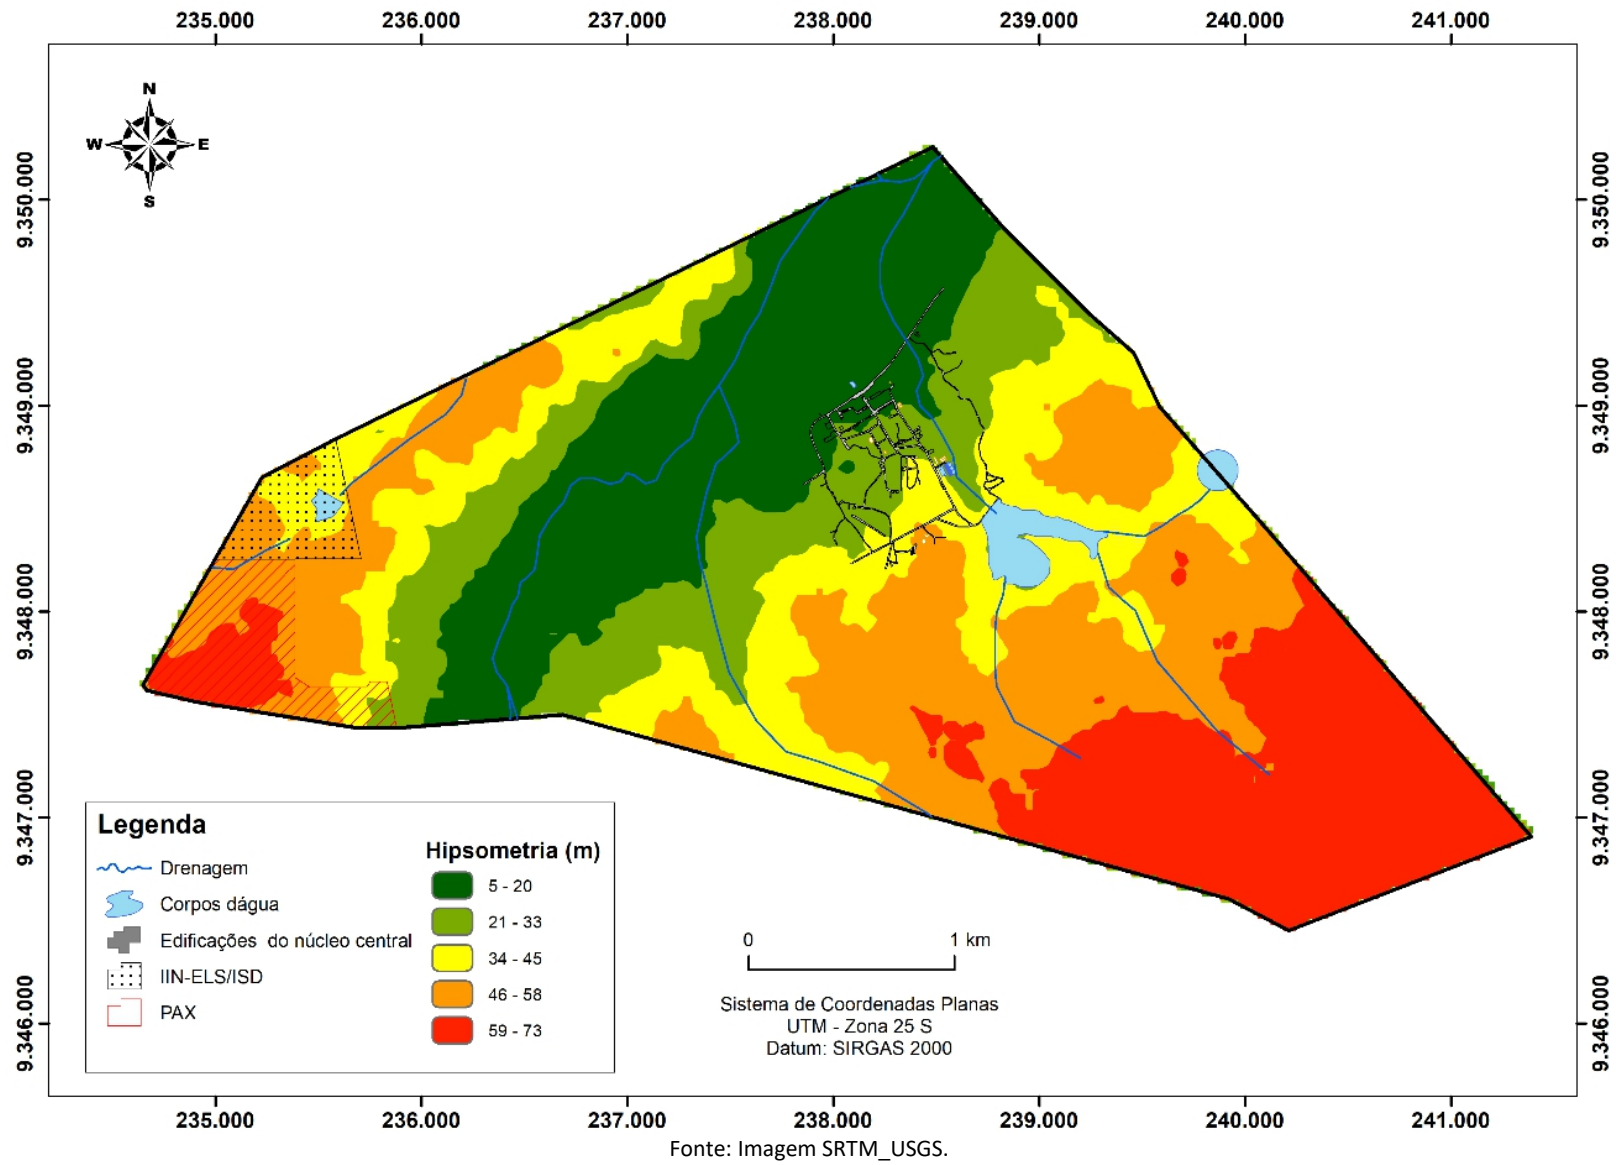 235.000 236.000 237.000 238.000 239.000 240.000 241.000
N
W E
S
9.350.000 9.350.000
9.349.000 9.349.000
9.348.000 9.348.000
9.347.000 9.347.000
9.346.000 9.346.000
Legenda
Drenagem
Corpos dágua
Edificações do núcleo central
IIN-ELS/ISD
PAX
Hipsometria (m)
5 - 20
21 - 33
34 - 45
46 - 58
59 - 73
0 1 km
Sistema de Coordenadas Planas
UTM - Zona 25 S
Datum: SIRGAS 2000
235.000 236.000 237.000 238.000 239.000 240.000 241.000
Fonte: Imagem SRTM_USGS.